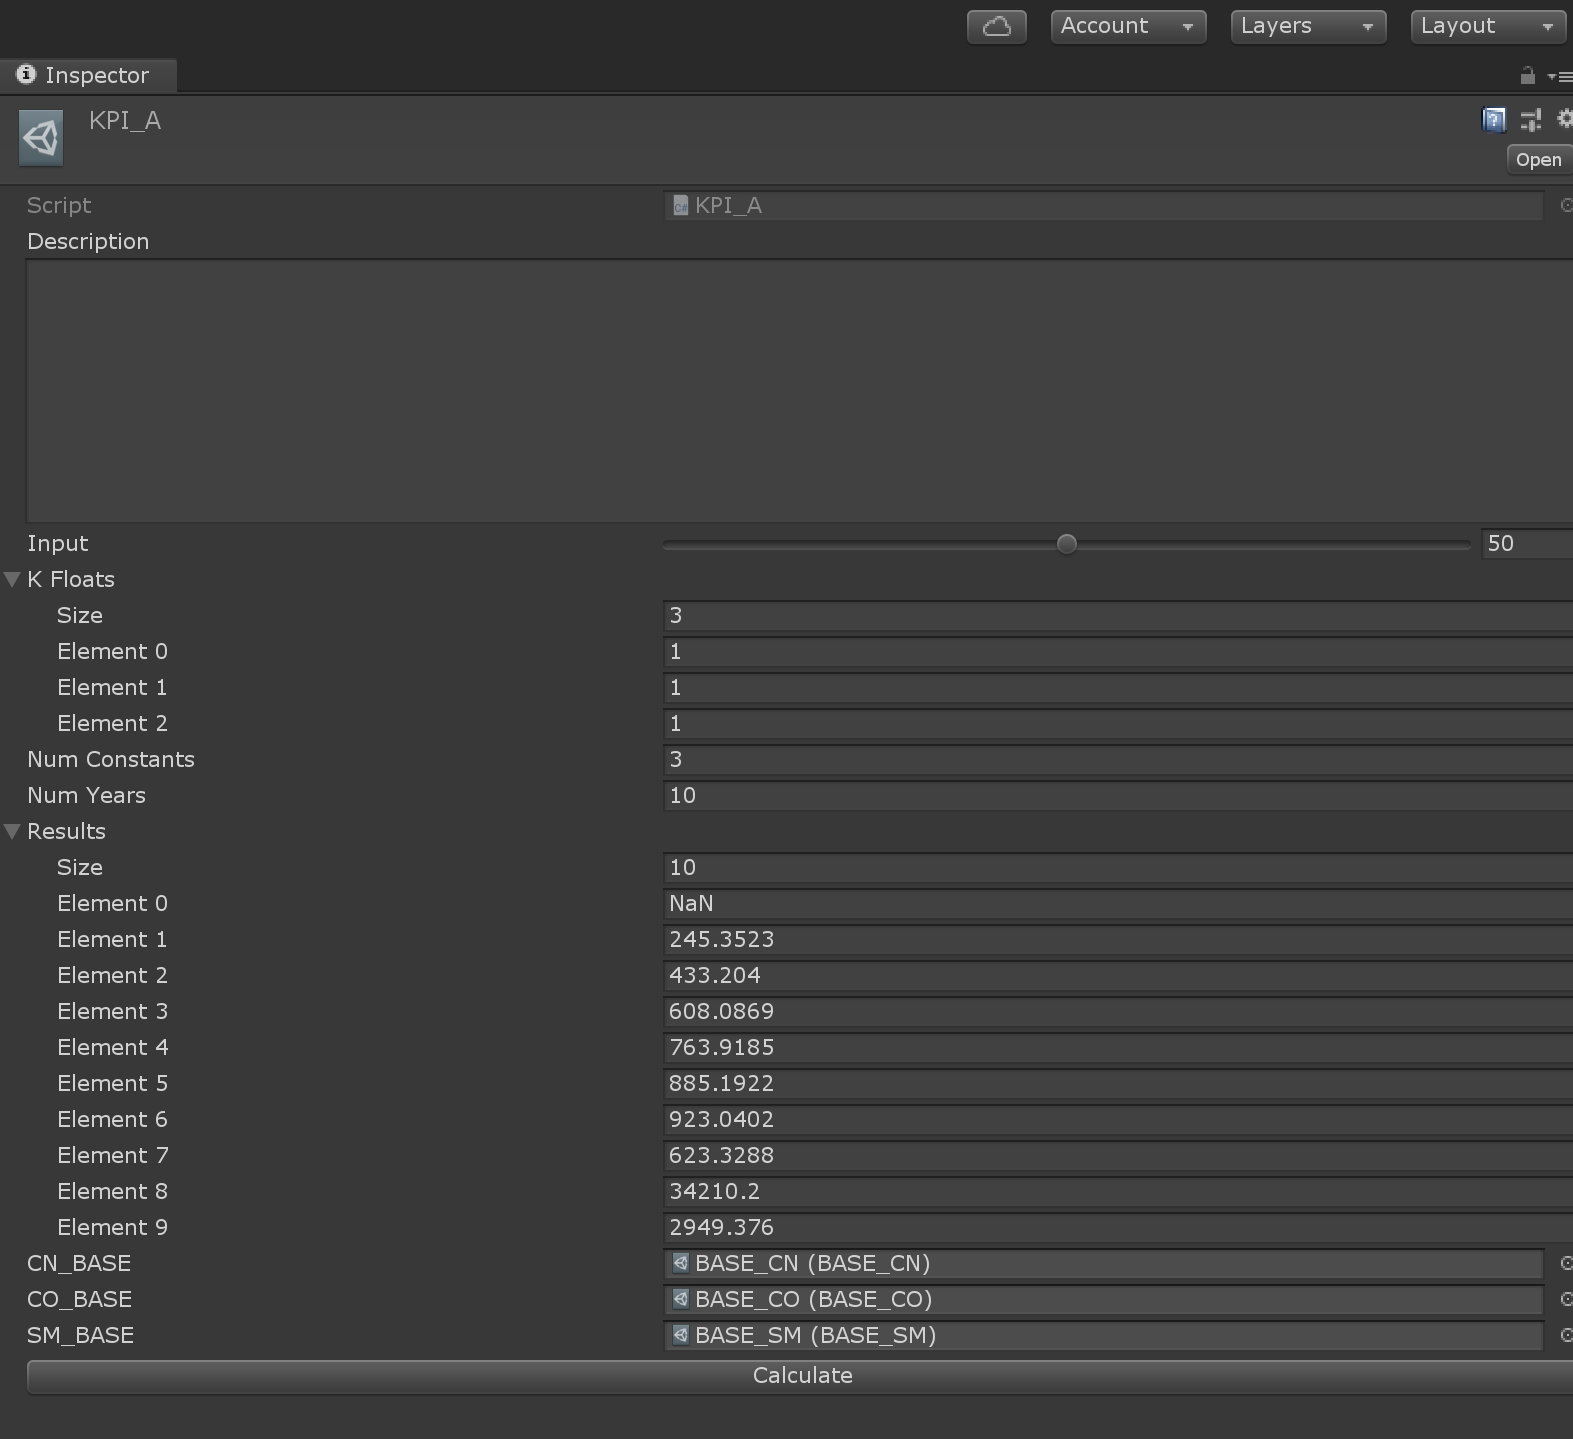 Account Layers Layout
Inspector
KPI_A
Open
Script KPI_A
Description
Input 50
K Floats
Size 3
Element 0 1
Element 1 1
Element 2 1
Num Constants 3
Num Years 10
Results
Size 10
Element 0 NaN
Element 1 245.3523
Element 2 433.204
Element 3 608.0869
Element 4 763.9185
Element 5 885.1922
Element 6 923.0402
Element 7 623.3288
Element 8 34210.2
Element 9 2949.376
CN_BASE BASE_CN (BASE_CN)
CO_BASE BASE_CO (BASE_CO)
SM_BASE BASE_SM (BASE_SM)
Calculate